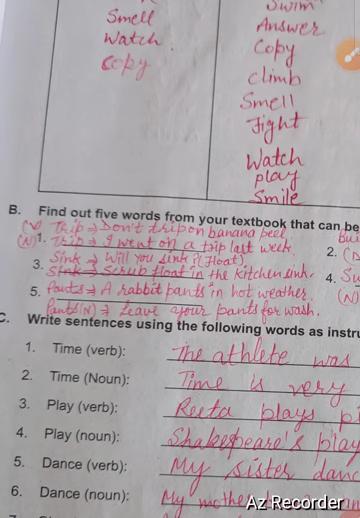 Smell
Watch
Copy
Swim
Answer
Copy
climb
Smell
Fight
Watch
play
Smile
B. Find out five words from your textbook that can be
(V) Trip → Don't trip on banana peel
(N) 1. Trip → I went on a trip last week.
2.
3. Sink → Will you sink if (float)
Sink → Scrub float in the kitchen sink.
4. Su
5. Pants → A rabbit pants in hot weather.
(N)
Pants (N) → Leave your pants for wash.
C. Write sentences using the following words as instru
1. Time (verb): The athlete was
2. Time (Noun): Time is very
3. Play (verb): Reeta plays pi
4. Play (noun): Shakespeare's play
5. Dance (verb): My sister danc
6. Dance (noun): My mother
Az Recorder